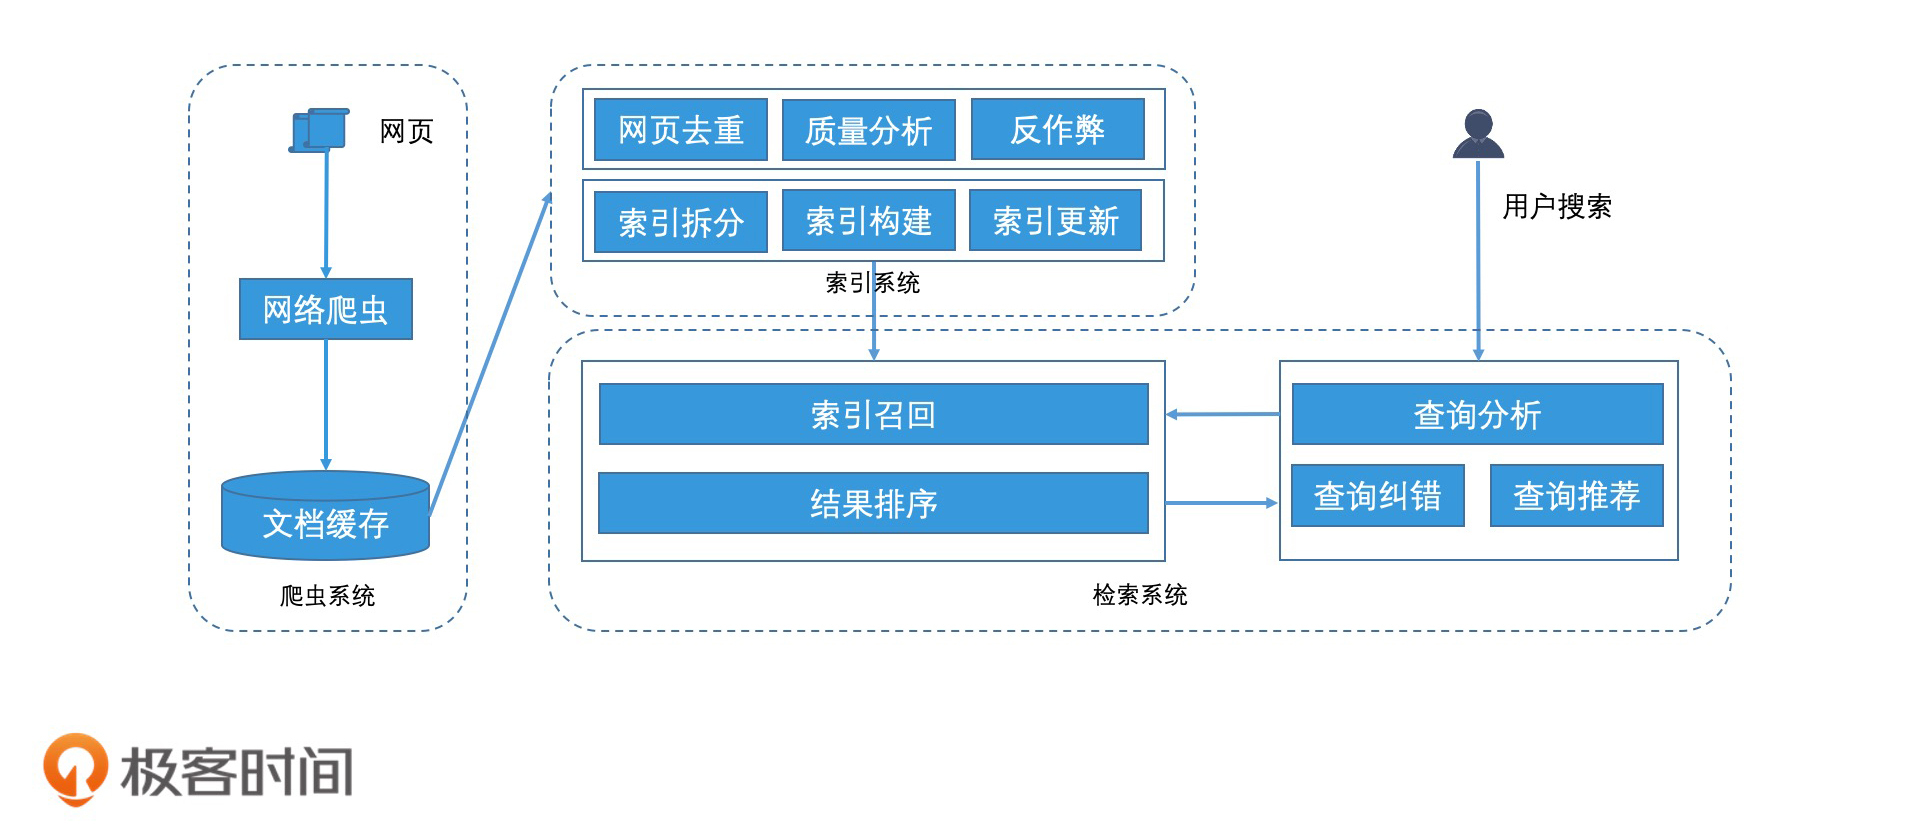 网页
网络爬虫
文档缓存
爬虫系统
网页去重 质量分析 反作弊
索引拆分 索引构建 索引更新
索引系统
用户搜索
索引召回
结果排序
查询分析
查询纠错 查询推荐
检索系统
极客时间